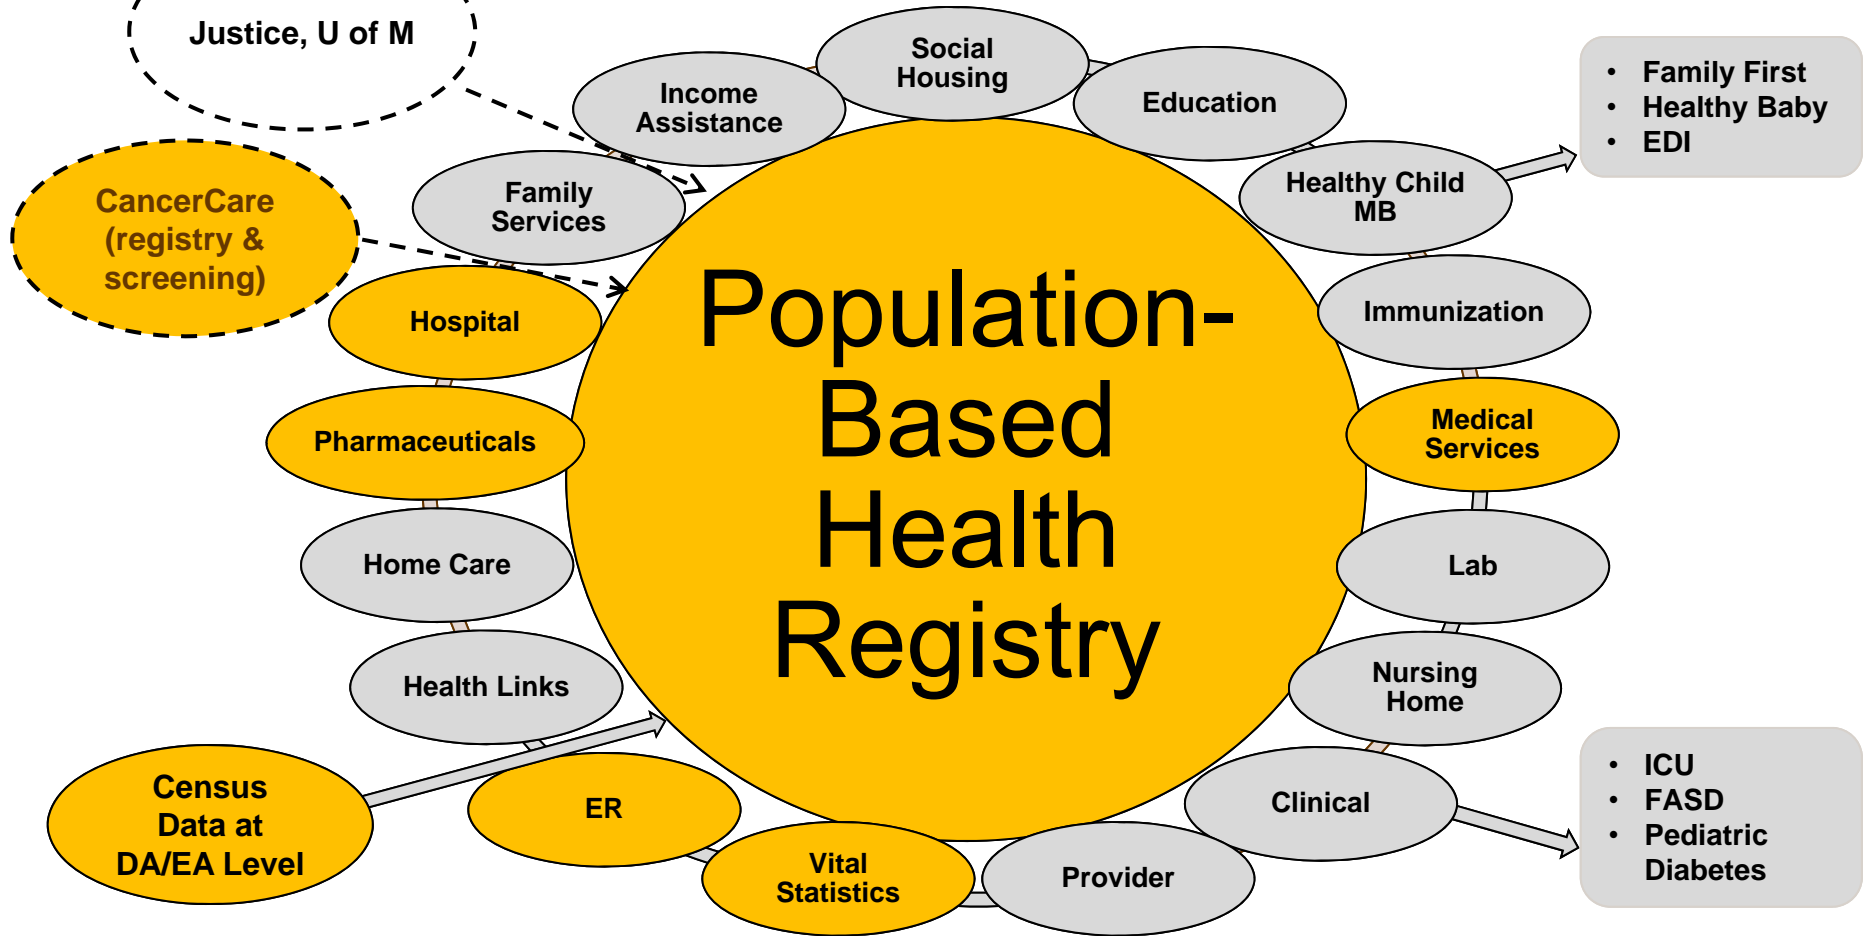 Justice, U of M
Social
Housing
Income
Assistance
Education
• Family First
• Healthy Baby
• EDI
CancerCare
(registry &
screening)
Family
Services
Healthy Child
MB
Hospital
Immunization
Population-
Based
Health
Registry
Pharmaceuticals
Medical
Services
Home Care
Lab
Health Links
Nursing
Home
Census
Data at
DA/EA Level
ER
Clinical
• ICU
• FASD
• Pediatric
Diabetes
Vital
Statistics
Provider